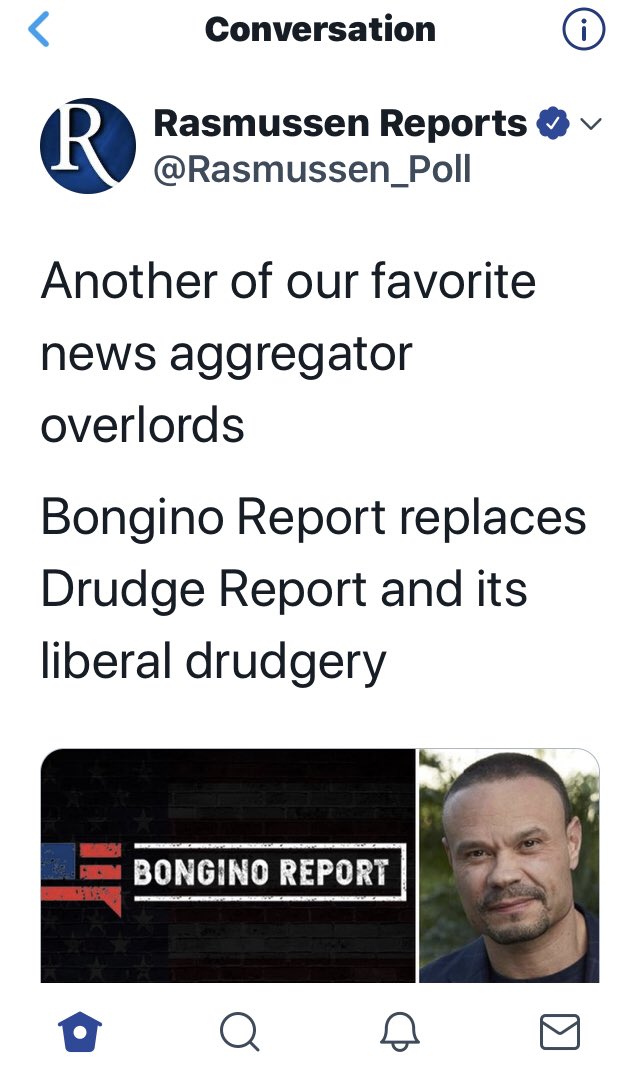 Conversation
Rasmussen Reports
@Rasmussen_Poll
Another of our favorite
news aggregator
overlords
Bongino Report replaces
Drudge Report and its
liberal drudgery
BONGINO REPORT